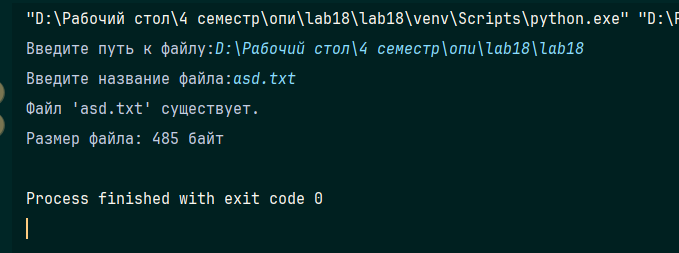 "D:\Рабочий стол\4 семестр\опи\lab18\lab18\venv\Scripts\python.exe" "D:\
Введите путь к файлу:D:\Рабочий стол\4 семестр\опи\lab18\lab18
Введите название файла:asd.txt
Файл 'asd.txt' существует.
Размер файла: 485 байт
Process finished with exit code 0